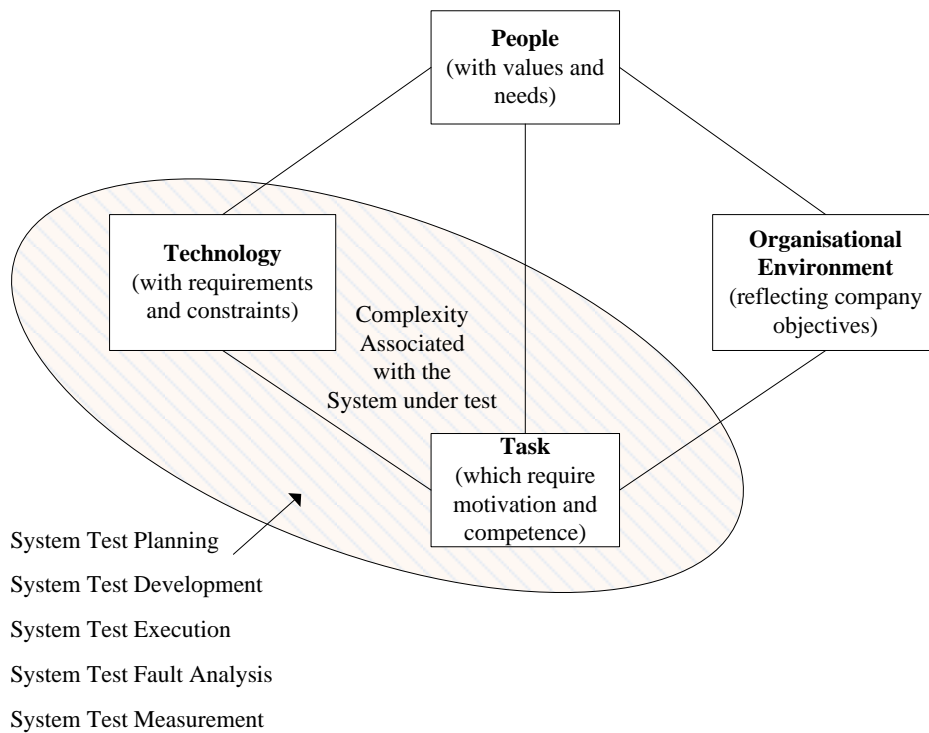 People
(with values and
needs)
Technology
(with requirements
and constraints)
Organisational
Environment
(reflecting company
objectives)
Complexity
Associated
with the
System under test
Task
(which require
motivation and
competence)
System Test Planning
System Test Development
System Test Execution
System Test Fault Analysis
System Test Measurement